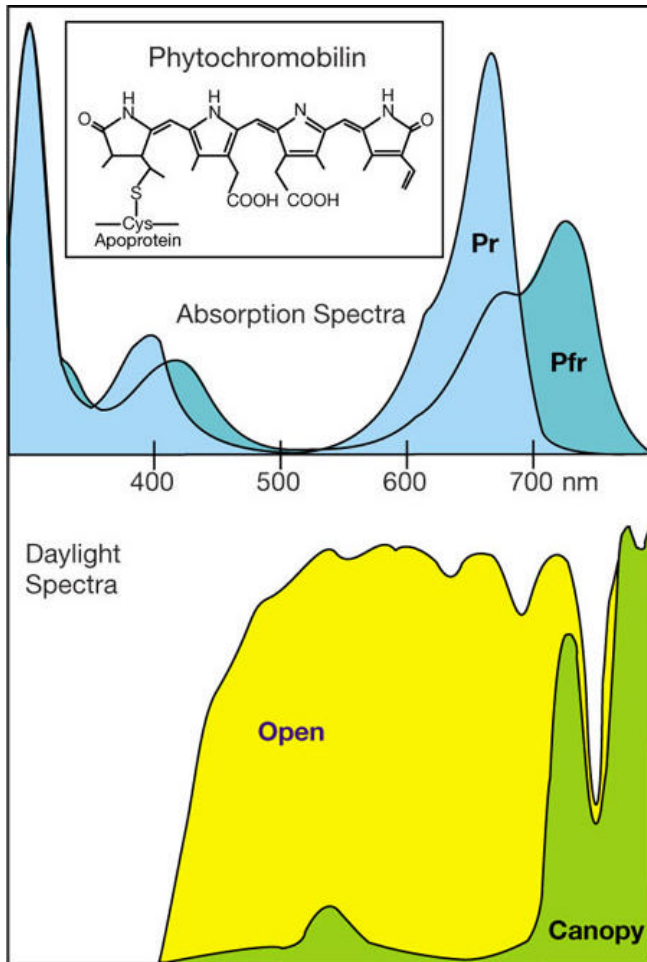 Phytochromobilin
H
N
H
N
N
H
N
O
O
S
COOH
COOH
Cys
Apoprotein
Pr
Absorption Spectra
Pfr
400
500
600
700 nm
Daylight
Spectra
Open
Canopy